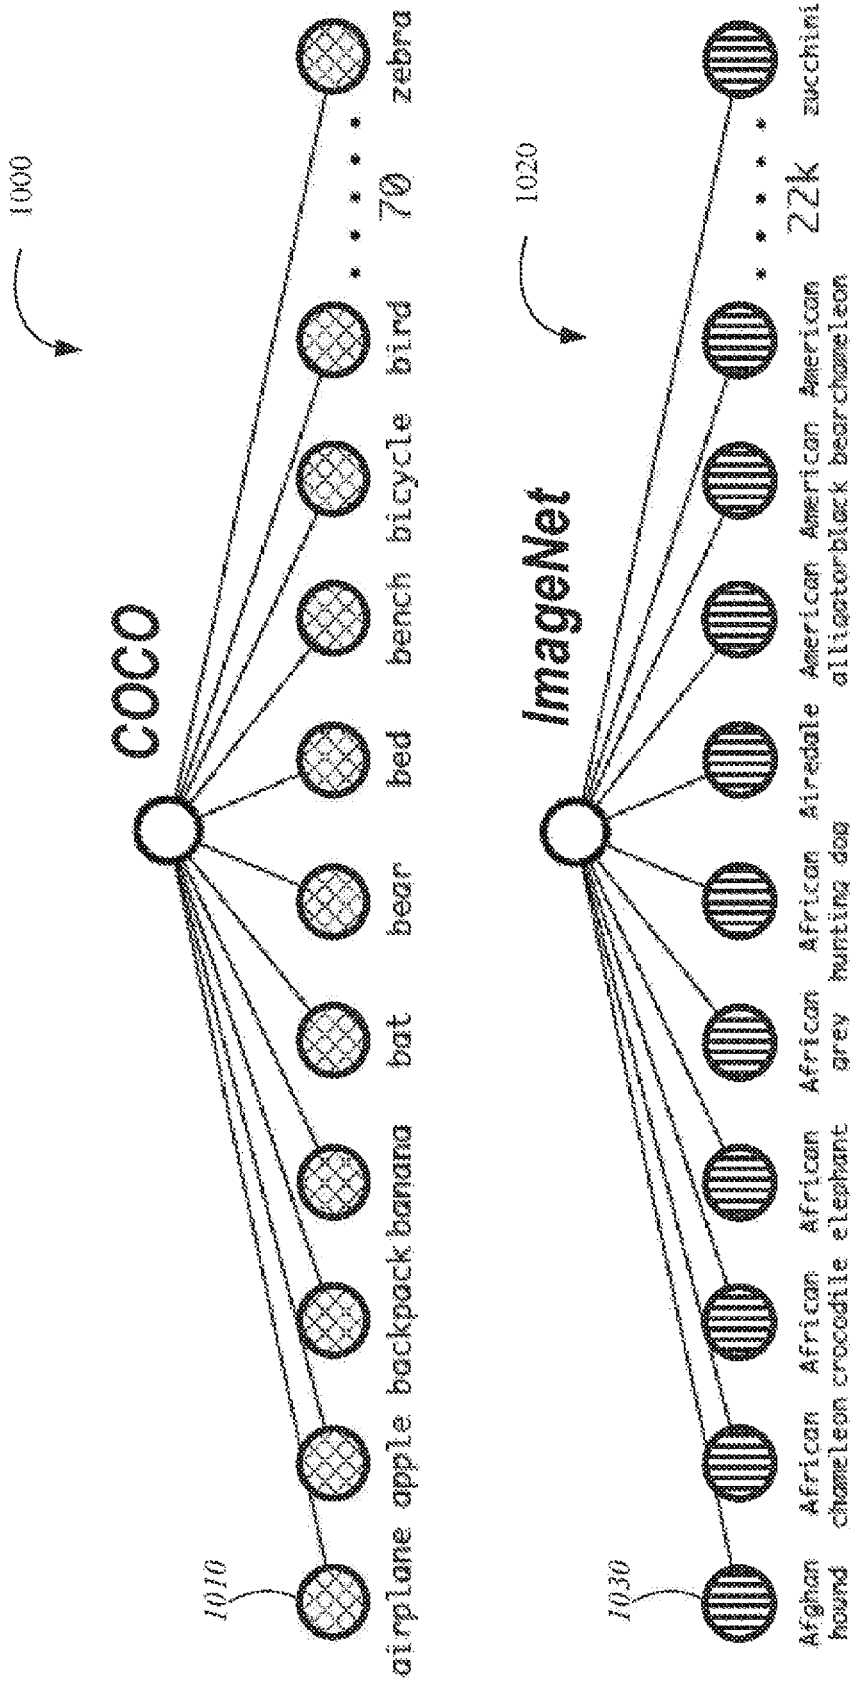 1000
COCO
1010
airplane apple backpack banana bat bear bed bench bicycle bird 70 zebra
1020
ImageNet
1030
Afghan African African African African African Airedale American American American 22k zucchini
hound chameleon crocodile elephant grey hunting dog alligator black bear chameleon